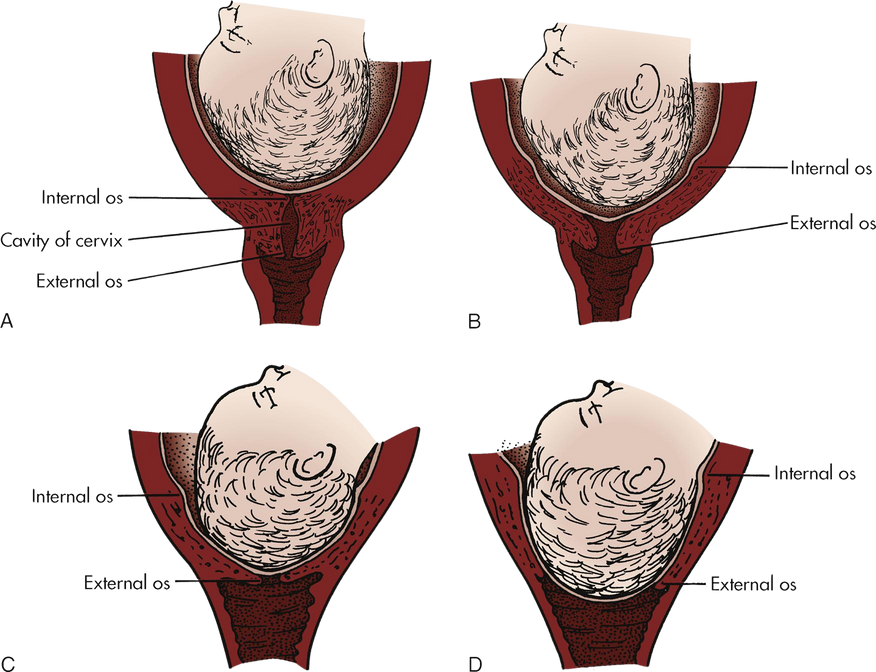 Internal os
Cavity of cervix
External os
A
Internal os
External os
B
Internal os
External os
C
Internal os
External os
D